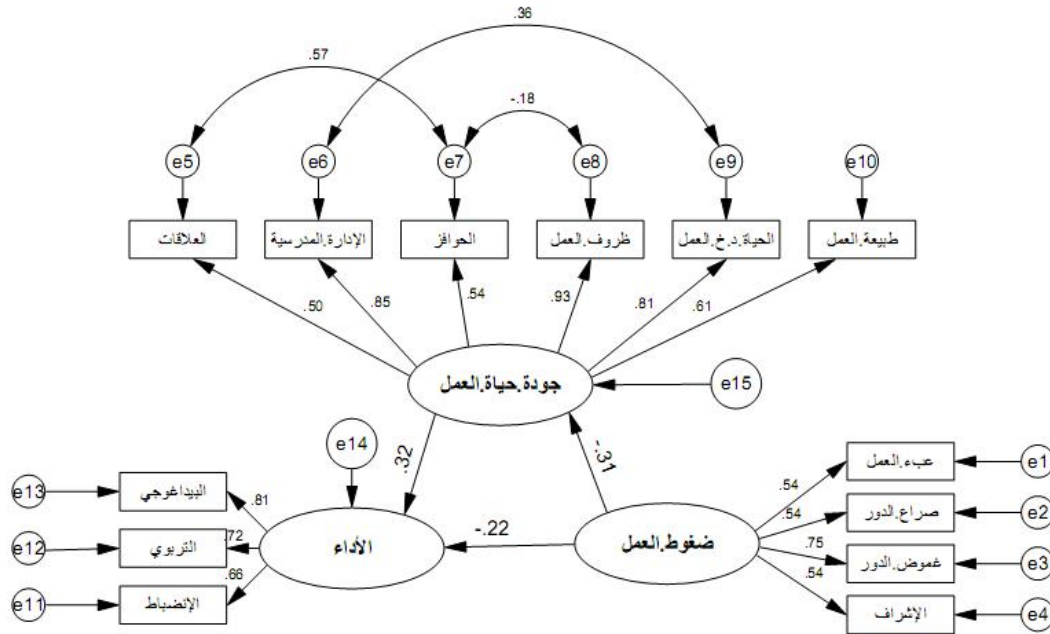 .36
.57
-.18
e5
e6
e7
e8
e9
e10
العلاقات
الإدارة.المدرسية
الحوافز
ظروف.العمل
الحياة.د.خ.العمل
طبيعة.العمل
.50
.85
.54
.93
.81
.61
جودة.حياة.العمل
e15
e14
.32
-.31
-.22
e13
البيداغوجي
.81
e12
التربوي
.72
e11
الإنضباط
.66
الأداء
ضغوط.العمل
.54
عبء.العمل
e1
.54
صراع.الدور
e2
.75
غموض.الدور
e3
.54
الإشراف
e4